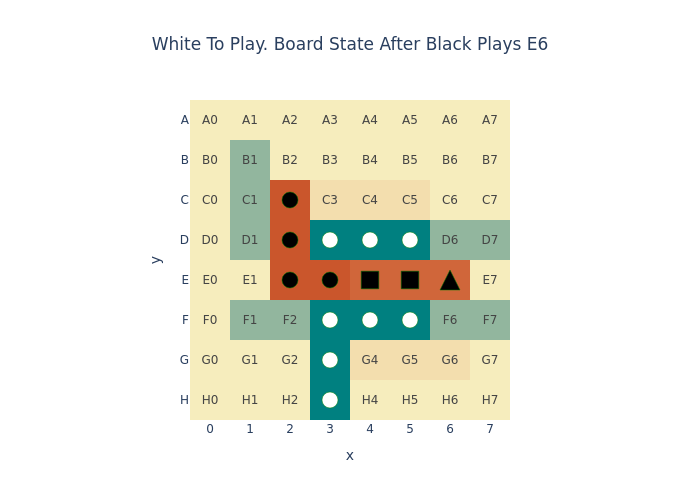 White To Play. Board State After Black Plays E6
A A0 A1 A2 A3 A4 A5 A6 A7
B B0 B1 B2 B3 B4 B5 B6 B7
C C0 C1 C3 C4 C5 C6 C7
D D0 D1 D6 D7
E E0 E1 E7
F F0 F1 F2 F6 F7
G G0 G1 G2 G4 G5 G6 G7
H H0 H1 H2 H4 H5 H6 H7
0 1 2 3 4 5 6 7
x
y